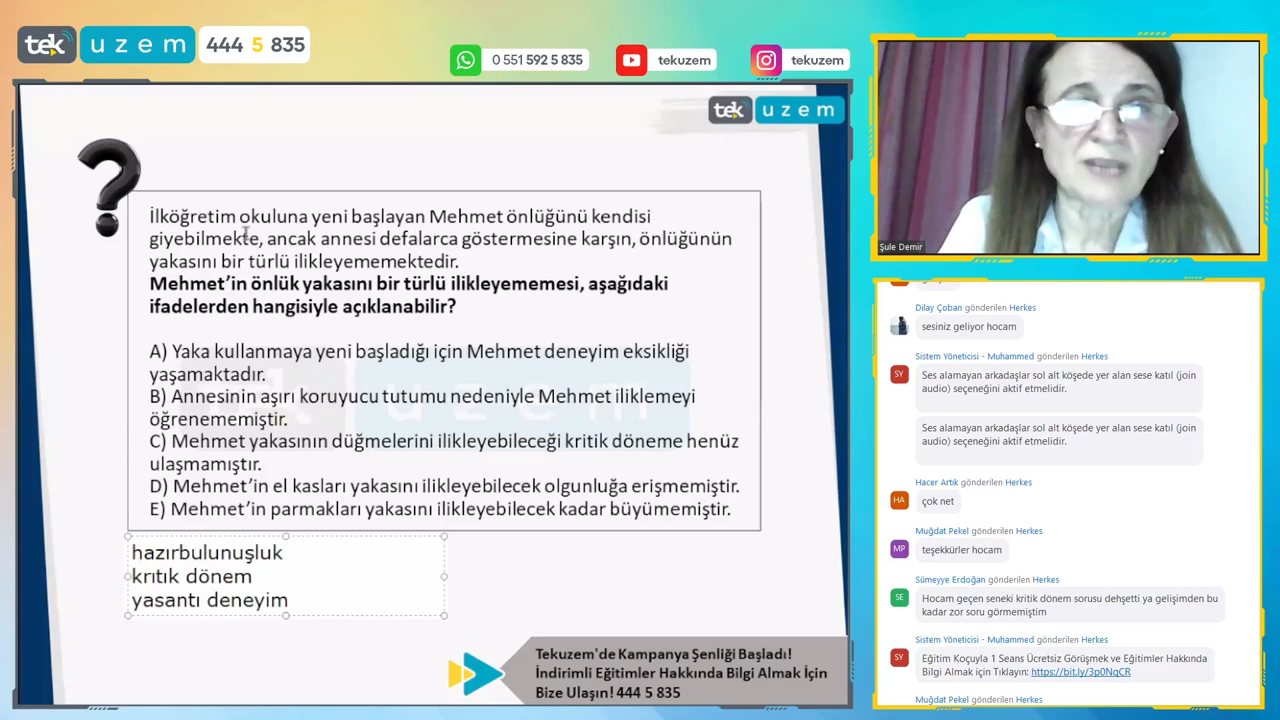 tek uzem 444 5 835
0 551 592 5 835
tekuzem
tekuzem
tek uzem
İlköğretim okuluna yeni başlayan Mehmet önlüğünü kendisi
giyebilmekte, ancak annesi defalarca göstermesine karşın, önlüğünün
yakasını bir türlü ilikleyememektedir.
Mehmet'in önlük yakasını bir türlü ilikleyememesi, aşağıdaki
ifadelerden hangisiyle açıklanabilir?
A) Yaka kullanmaya yeni başladığı için Mehmet deneyim eksikliği
yaşamaktadır.
B) Annesinin aşırı koruyucu tutumu nedeniyle Mehmet iliklemeyi
öğrenememiştir.
C) Mehmet yakasının düğmelerini ilikleyebileceği kritik döneme henüz
ulaşmamıştır.
D) Mehmet'in el kasları yakasını ilikleyebilecek olgunluğa erişmemiştir.
E) Mehmet'in parmakları yakasını ilikleyebilecek kadar büyümemiştir.
hazırbulunuşluk
krıtık dönem
yasantı deneyim
Tekuzem'de Kampanya Şenliği Başladı!
İndirimli Eğitimler Hakkında Bilgi Almak İçin
Bize Ulaşın! 444 5 835
Şule Demir
Dilay Çoban gönderilen Herkes
sesiniz geliyor hocam
Sistem Yöneticisi - Muhammed gönderilen Herkes
SY
Ses alamayan arkadaşlar sol alt köşede yer alan sese katıl (join
audio) seçeneğini aktif etmelidir.
Ses alamayan arkadaşlar sol alt köşede yer alan sese katıl (join
audio) seçeneğini aktif etmelidir.
Hacer Artık gönderilen Herkes
HA
çok net
Muğdat Pekel gönderilen Herkes
MP
teşekkürler hocam
Sümeyye Erdoğan gönderilen Herkes
SE
Hocam geçen seneki kritik dönem sorusu dehşetti ya gelişimden bu
kadar zor soru görmemiştim
Sistem Yöneticisi - Muhammed gönderilen Herkes
SY
Eğitim Koçuyla 1 Seans Ücretsiz Görüşmek ve Eğitimler Hakkında
Bilgi Almak için Tıklayın: https://bit.ly/3p0NqCR
Muğdat Pekel gönderilen Herkes